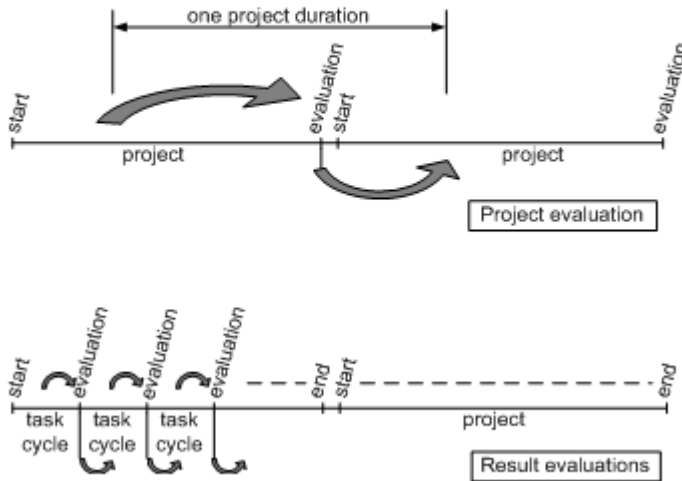 one project duration
start
evaluation
start
evaluation
project
project
Project evaluation
start
evaluation
evaluation
evaluation
end
start
end
task
cycle
task
cycle
task
cycle
project
Result evaluations